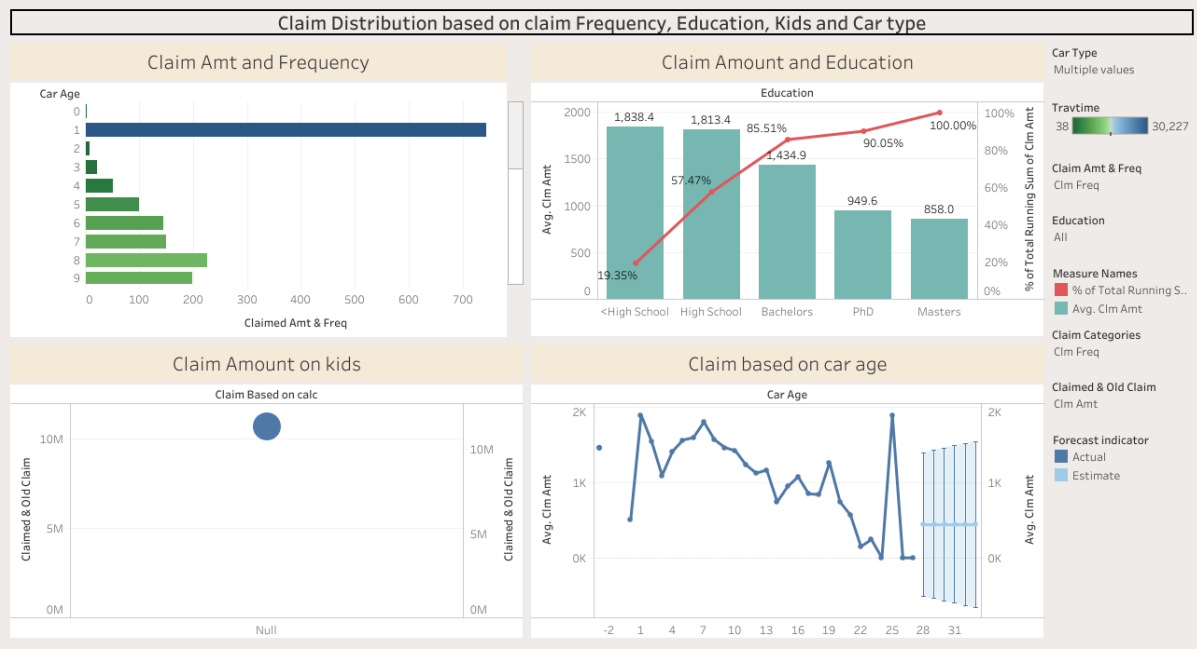 Claim Distribution based on claim Frequency, Education, Kids and Car type
Claim Amt and Frequency
Car Age
0
1
2
3
4
5
6
7
8
9
0 100 200 300 400 500 600 700
Claimed Amt & Freq
Claim Amount and Education
Education
2000
1500
1000
500
0
Avg. Clm Amt
1,838.4
1,813.4
1,434.9
949.6
858.0
19.35%
57.47%
85.51%
90.05%
100.00%
100%
80%
60%
40%
20%
0%
% of Total Running Sum of Clm Amt
<High School High School Bachelors PhD Masters
Claim Amount on kids
Claim Based on calc
10M
5M
0M
Claimed & Old Claim
10M
5M
0M
Claimed & Old Claim
Null
Claim based on car age
Car Age
2K
1K
0K
Avg. Clm Amt
2K
1K
0K
Avg. Clm Amt
-2 1 4 7 10 13 16 19 22 25 28 31
Car Type
Multiple values
Travtime
38 30,227
Claim Amt & Freq
Clm Freq
Education
All
Measure Names
% of Total Running S..
Avg. Clm Amt
Claim Categories
Clm Freq
Claimed & Old Claim
Clm Amt
Forecast indicator
Actual
Estimate